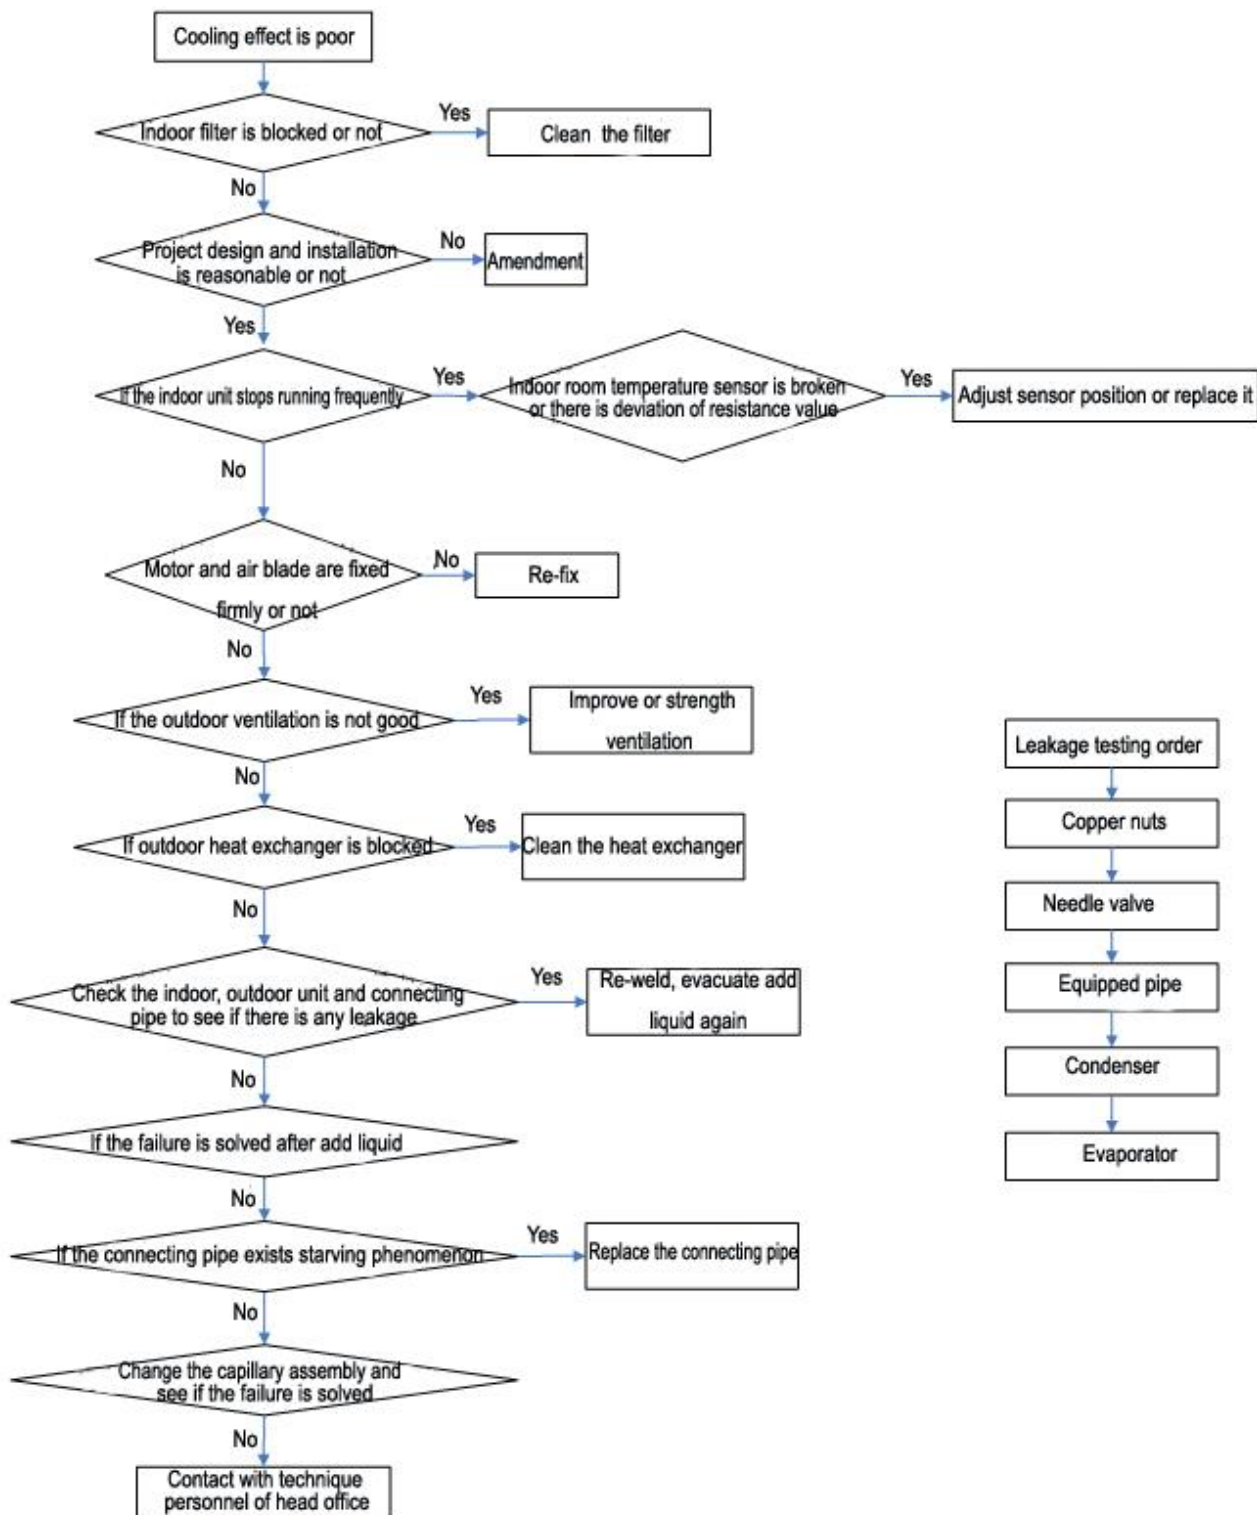 Cooling effect is poor
Indoor filter is blocked or not
Yes
Clean the filter
No
Project design and installation
is reasonable or not
No
Amendment
Yes
If the indoor unit stops running frequently
Yes
Indoor room temperature sensor is broken
or there is deviation of resistance value
Yes
Adjust sensor position or replace it
No
Motor and air blade are fixed
firmly or not
No
Re-fix
No
If the outdoor ventilation is not good
Yes
Improve or strength
ventilation
No
If outdoor heat exchanger is blocked
Yes
Clean the heat exchanger
No
Check the indoor, outdoor unit and connecting
pipe to see if there is any leakage
Yes
Re-weld, evacuate add
liquid again
No
If the failure is solved after add liquid
No
If the connecting pipe exists starving phenomenon
Yes
Replace the connecting pipe
No
Change the capillary assembly and
see if the failure is solved
No
Contact with technique
personnel of head office
Leakage testing order
Copper nuts
Needle valve
Equipped pipe
Condenser
Evaporator